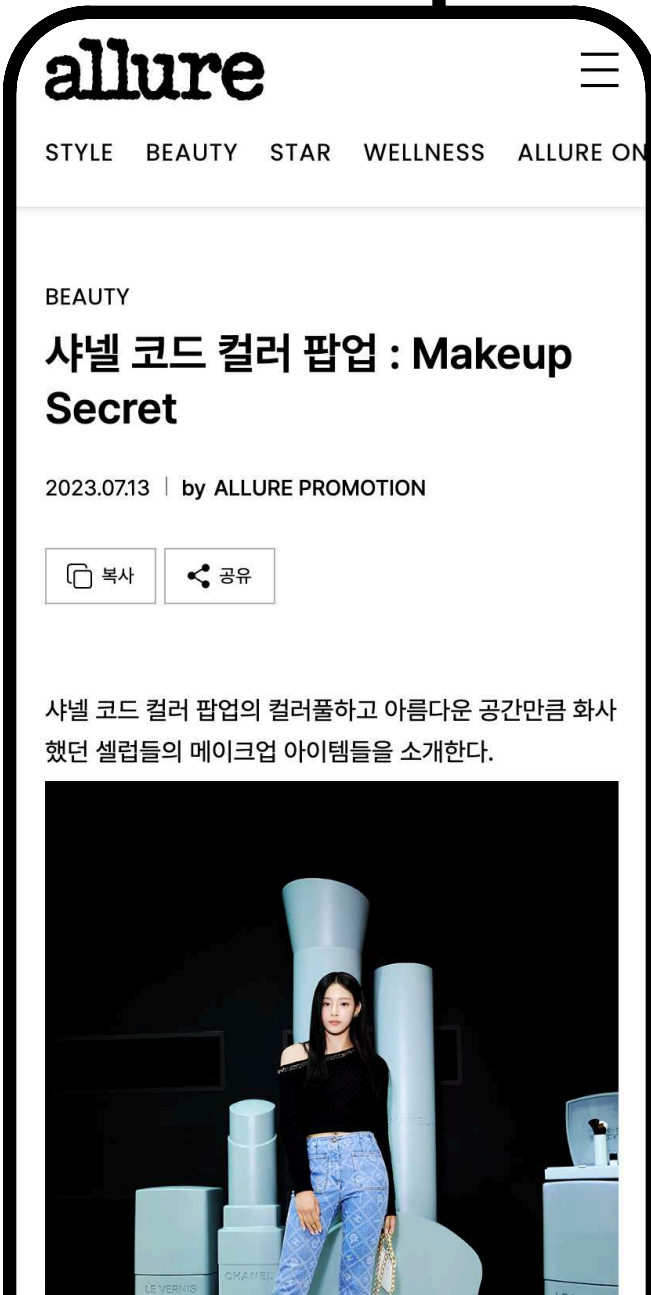 allure
STYLE BEAUTY STAR WELLNESS ALLURE ON
BEAUTY
샤넬 코드 컬러 팝업 : Makeup
Secret
2023.07.13 | by ALLURE PROMOTION
복사 공유
샤넬 코드 컬러 팝업의 컬러풀하고 아름다운 공간만큼 화사
했던 셀럽들의 메이크업 아이템들을 소개한다.
CHANEL
LE VERNIS